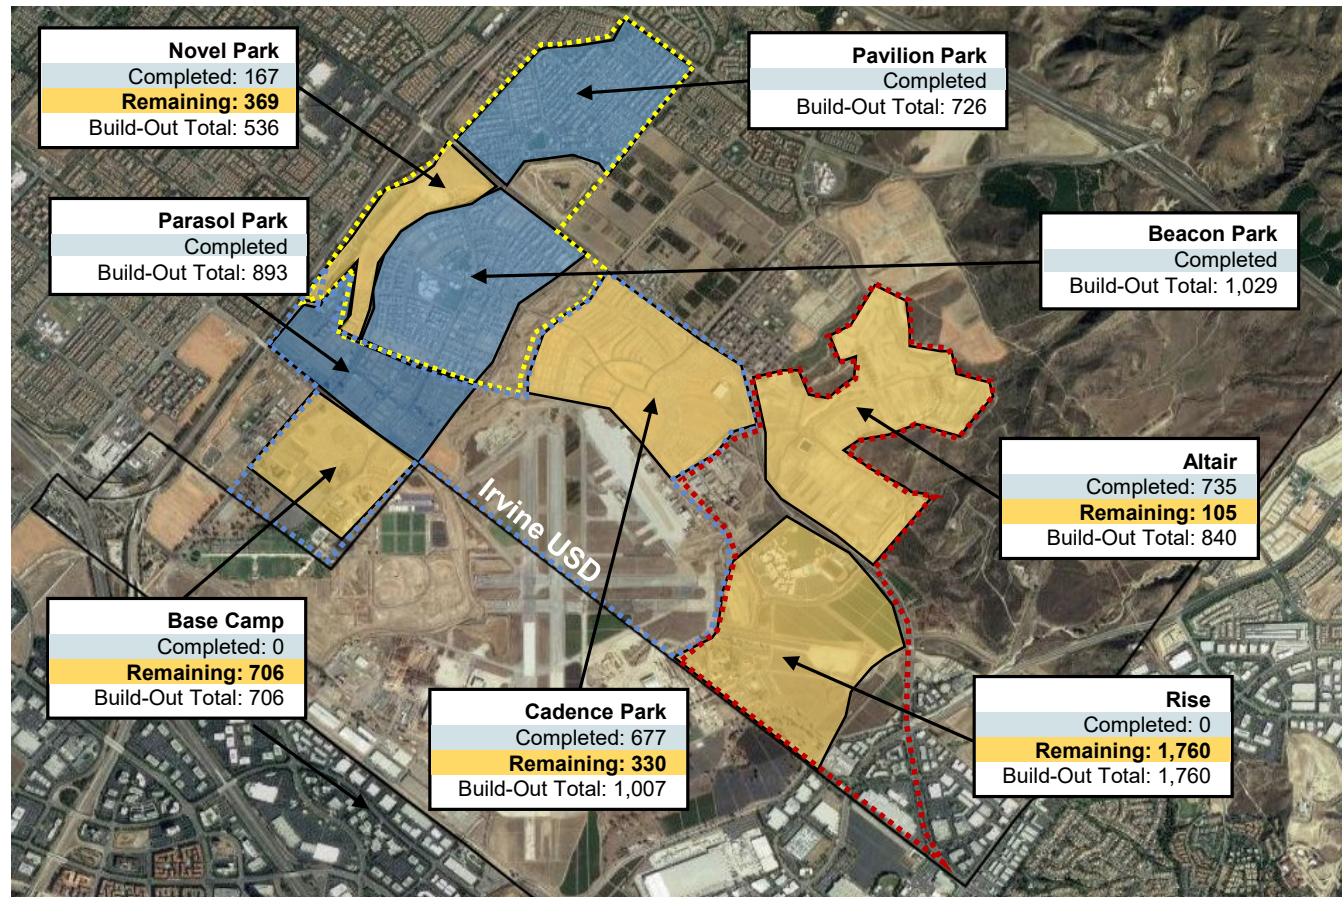 Novel Park
Completed: 167
Remaining: 369
Build-Out Total: 536
Pavilion Park
Completed
Build-Out Total: 726
Parasol Park
Completed
Build-Out Total: 893
Beacon Park
Completed
Build-Out Total: 1,029
Altair
Completed: 735
Remaining: 105
Build-Out Total: 840
Irvine USD
Base Camp
Completed: 0
Remaining: 706
Build-Out Total: 706
Cadence Park
Completed: 677
Remaining: 330
Build-Out Total: 1,007
Rise
Completed: 0
Remaining: 1,760
Build-Out Total: 1,760